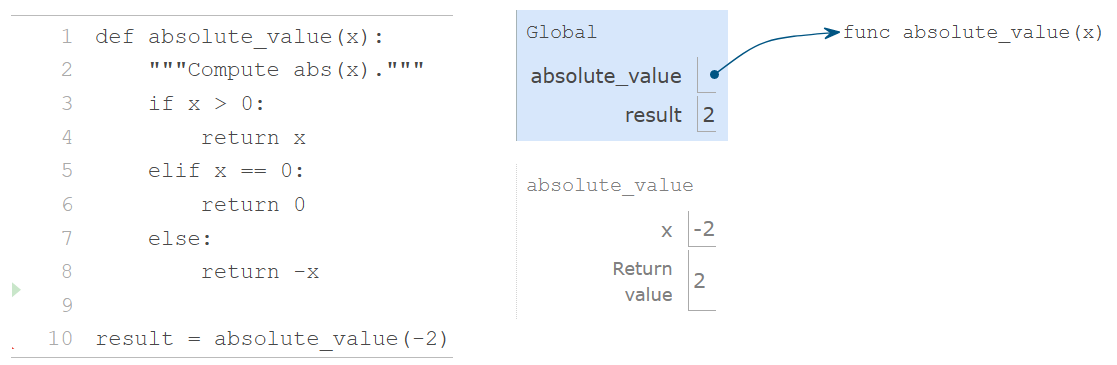 1 def absolute_value(x):
2     """Compute abs(x)."""
3     if x > 0:
4         return x
5     elif x == 0:
6         return 0
7     else:
8         return -x
9
10 result = absolute_value(-2)
Global
absolute_value
result 2
func absolute_value(x)
absolute_value
x -2
Return
value 2